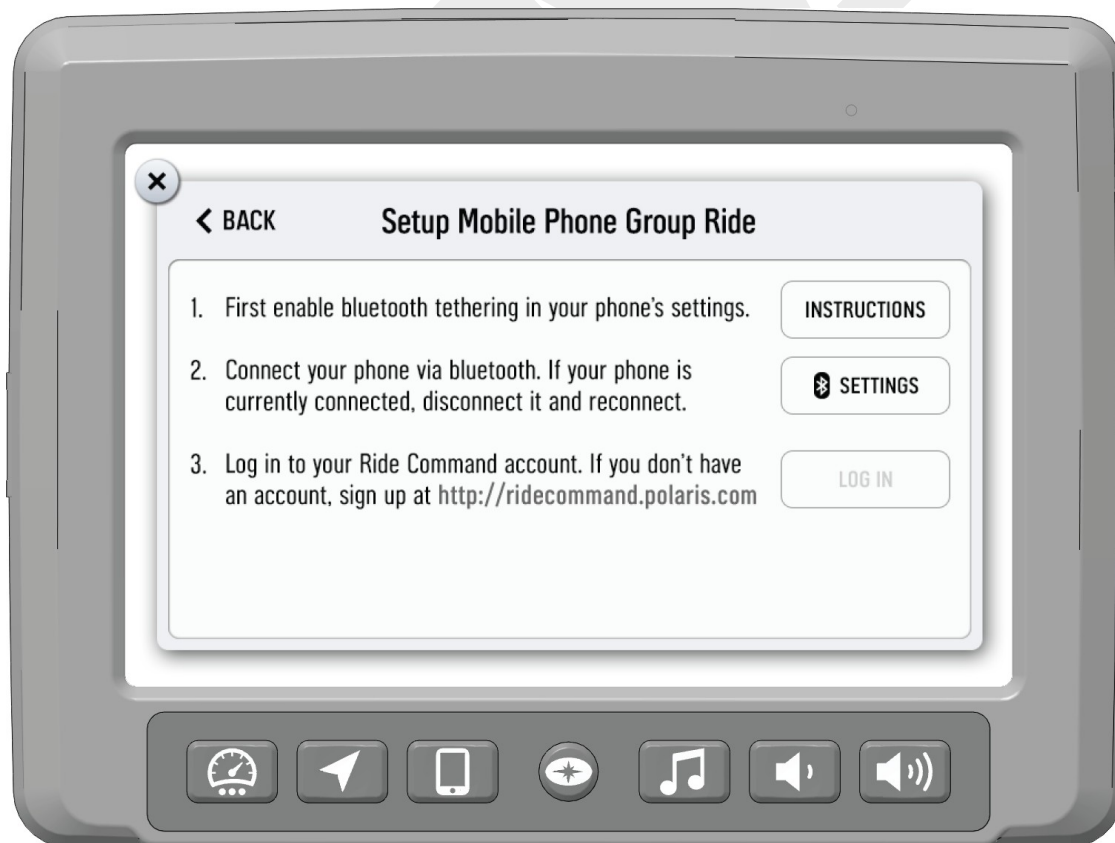 BACK
Setup Mobile Phone Group Ride
1. First enable bluetooth tethering in your phone's settings.
INSTRUCTIONS
2. Connect your phone via bluetooth. If your phone is
currently connected, disconnect it and reconnect.
SETTINGS
3. Log in to your Ride Command account. If you don't have
an account, sign up at http://ridecommand.polaris.com
LOG IN